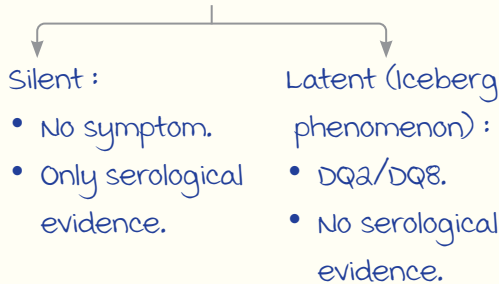 Silent :
• No symptom.
• Only serological
evidence.
Latent (Iceberg
phenomenon) :
• DQ2/DQ8.
• No serological
evidence.